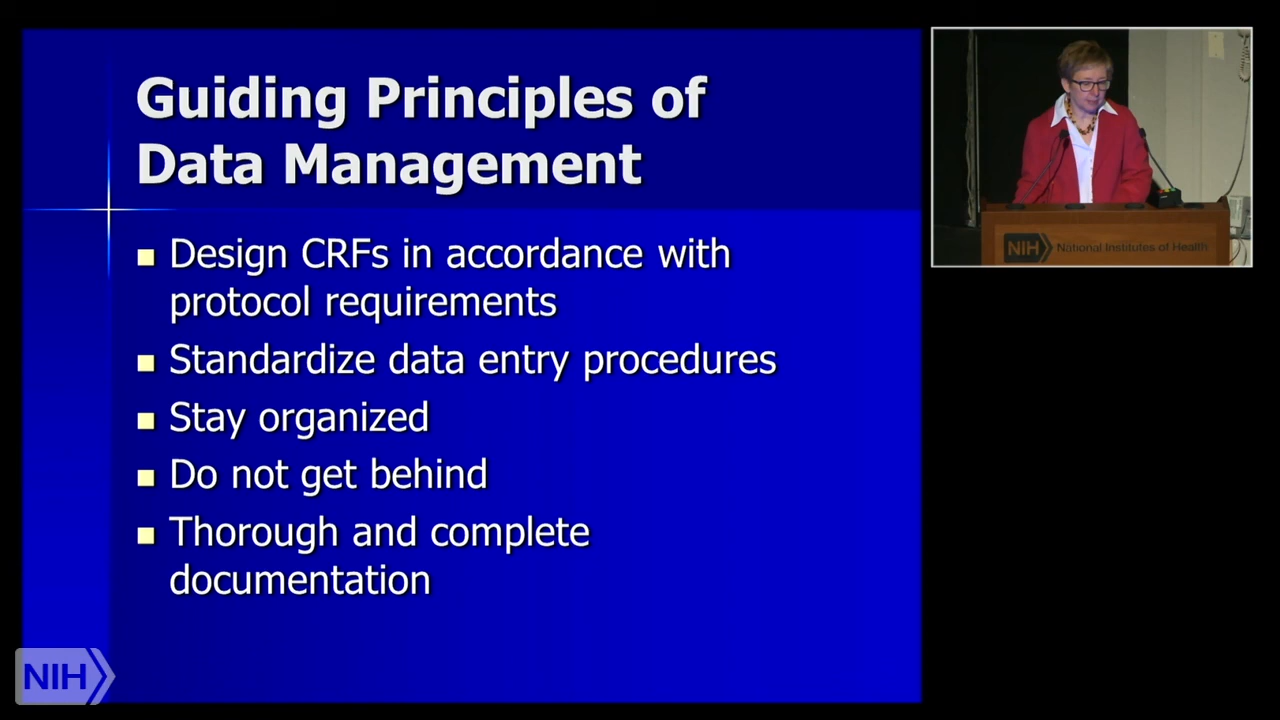 Guiding Principles of
Data Management
Design CRFs in accordance with
protocol requirements
Standardize data entry procedures
Stay organized
Do not get behind
Thorough and complete
documentation
NIH
NIH National Institutes of Health